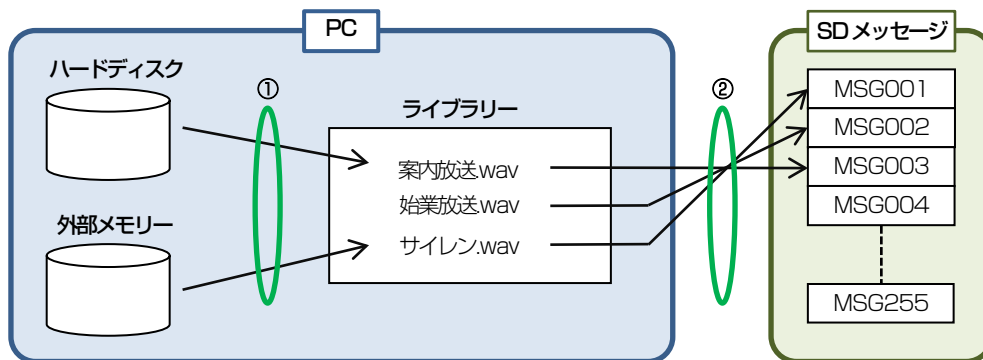 PC
SDメッセージ
ハードディスク
①
ライブラリー
②
案内放送.wav
始業放送.wav
サイレン.wav
外部メモリー
MSG001
MSG002
MSG003
MSG004
MSG255